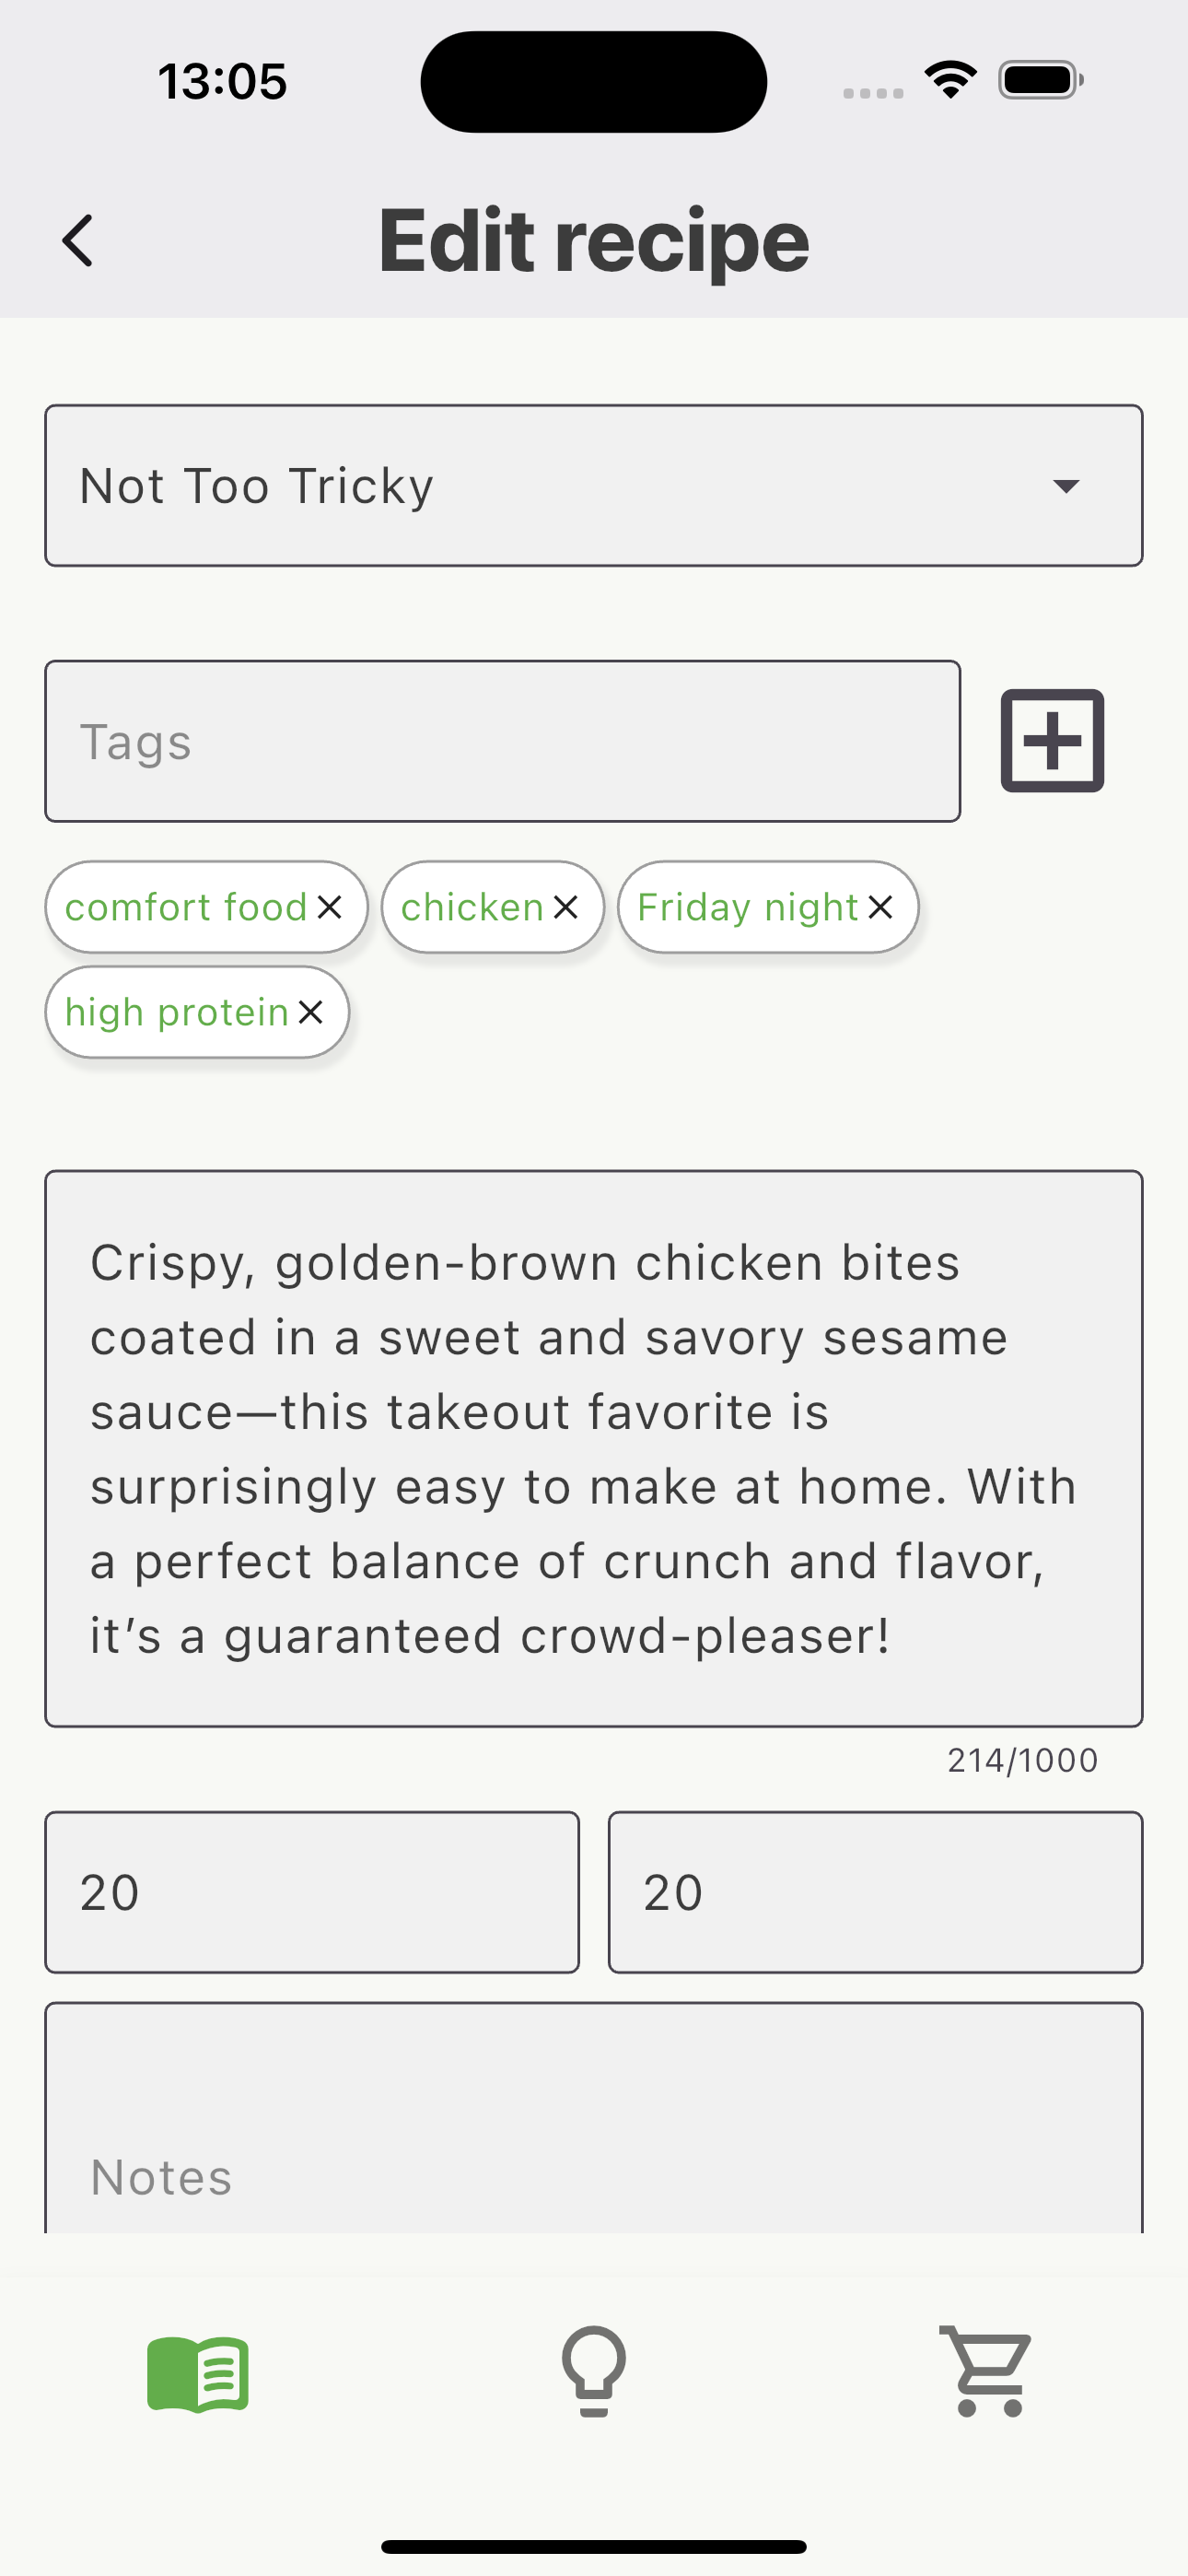 13:05
Edit recipe
Not Too Tricky
Tags
comfort food
chicken
Friday night
high protein
Crispy, golden-brown chicken bites
coated in a sweet and savory sesame
sauce—this takeout favorite is
surprisingly easy to make at home. With
a perfect balance of crunch and flavor,
it’s a guaranteed crowd-pleaser!
214/1000
20
20
Notes